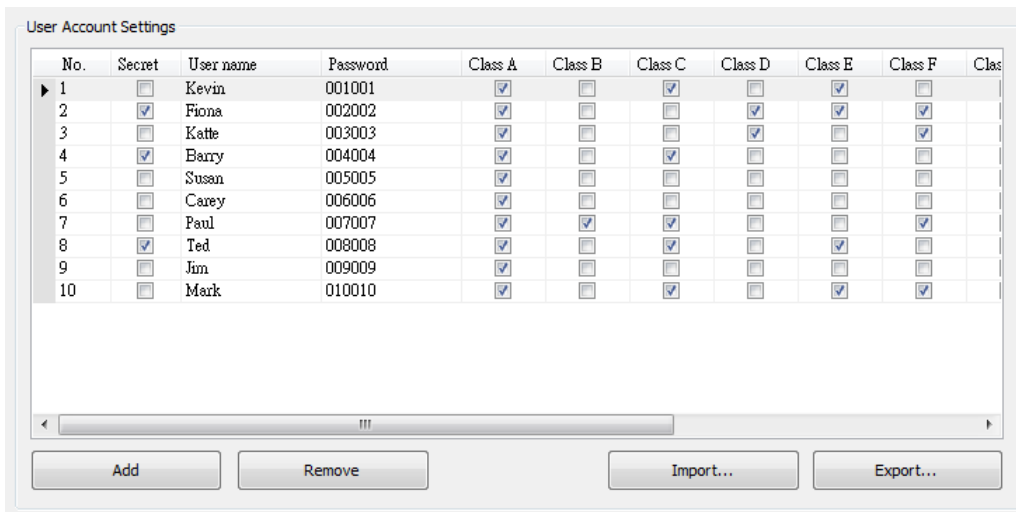 User Account Settings
No. Secret User name Password Class A Class B Class C Class D Class E Class F Clas
1 Kevin 001001
2 Fiona 002002
3 Katte 003003
4 Barry 004004
5 Susan 005005
6 Carey 006006
7 Paul 007007
8 Ted 008008
9 Jim 009009
10 Mark 010010
Add Remove Import... Export...